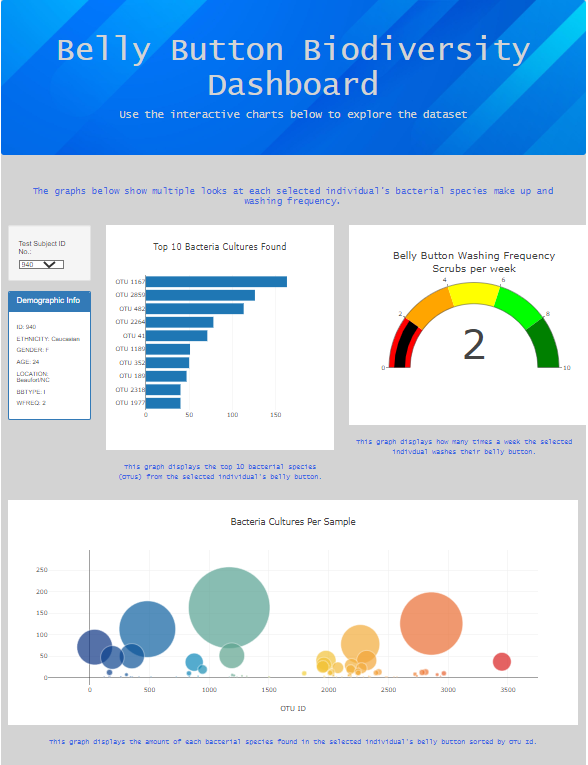 Belly Button Biodiversity
Dashboard
Use the interactive charts below to explore the dataset
The graphs below show multiple looks at each selected individual's bacterial species make up and
washing frequency.
Test Subject ID
No.:
940
Demographic Info
ID: 940
ETHNICITY: Caucasian
GENDER: F
AGE: 24
LOCATION:
Beaufort/NC
BBTYPE: I
WFREQ: 2
Top 10 Bacteria Cultures Found
OTU 1167
OTU 2859
OTU 482
OTU 2264
OTU 41
OTU 1189
OTU 352
OTU 189
OTU 2318
OTU 1977
0 50 100 150
This graph displays the top 10 bacterial species
(OTUs) from the selected individual's belly button.
Belly Button Washing Frequency
Scrubs per week
0 2 4 6 8 10
2
This graph displays how many times a week the selected
indivdual washes their belly button.
Bacteria Cultures Per Sample
250
200
150
100
50
0
0 500 1000 1500 2000 2500 3000 3500
OTU ID
This graph displays the amount of each bacterial species found in the selected individual's belly button sorted by OTU id.